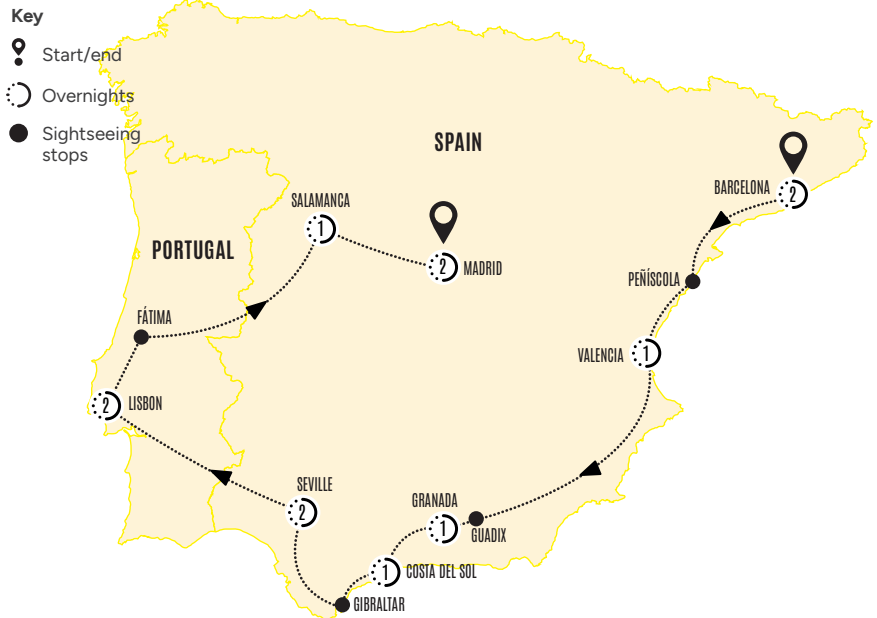 Key
Start/end
Overnights
Sightseeing
stops
SPAIN
BARCELONA
2
SALAMANCA
1
PORTUGAL
2
MADRID
PEÑÍSCOLA
FÁTIMA
VALENCIA
1
2
LISBON
SEVILLE
2
GRANADA
1
GUADIX
1
COSTA DEL SOL
GIBRALTAR